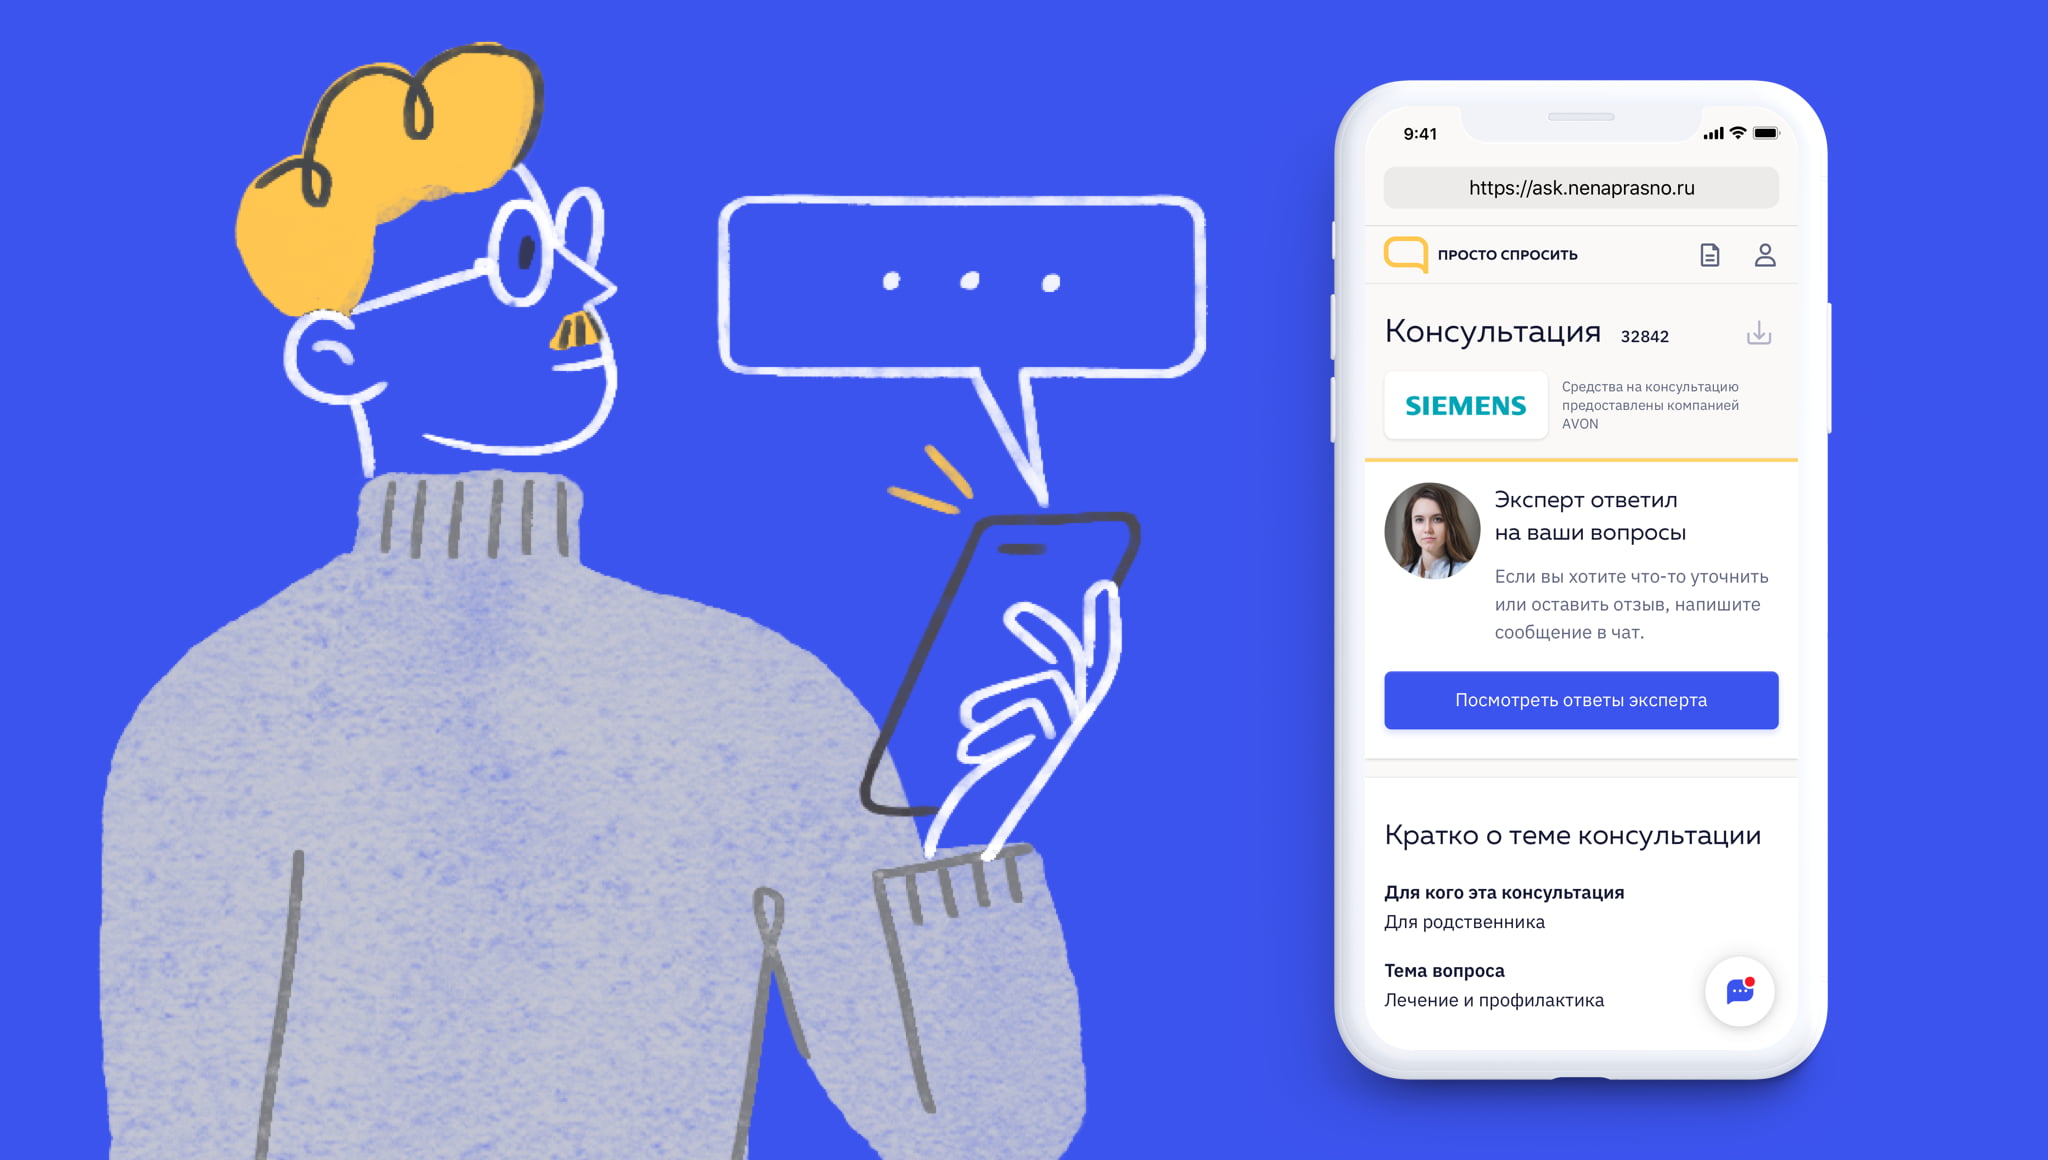 9:41
https://ask.nenaprasno.ru
ПРОСТО СПРОСИТЬ
Консультация 32842
SIEMENS
Средства на консультацию
предоставлены компанией
AVON
Эксперт ответил
на ваши вопросы
Если вы хотите что-то уточнить
или оставить отзыв, напишите
сообщение в чат.
Посмотреть ответы эксперта
Кратко о теме консультации
Для кого эта консультация
Для родственника
Тема вопроса
Лечение и профилактика